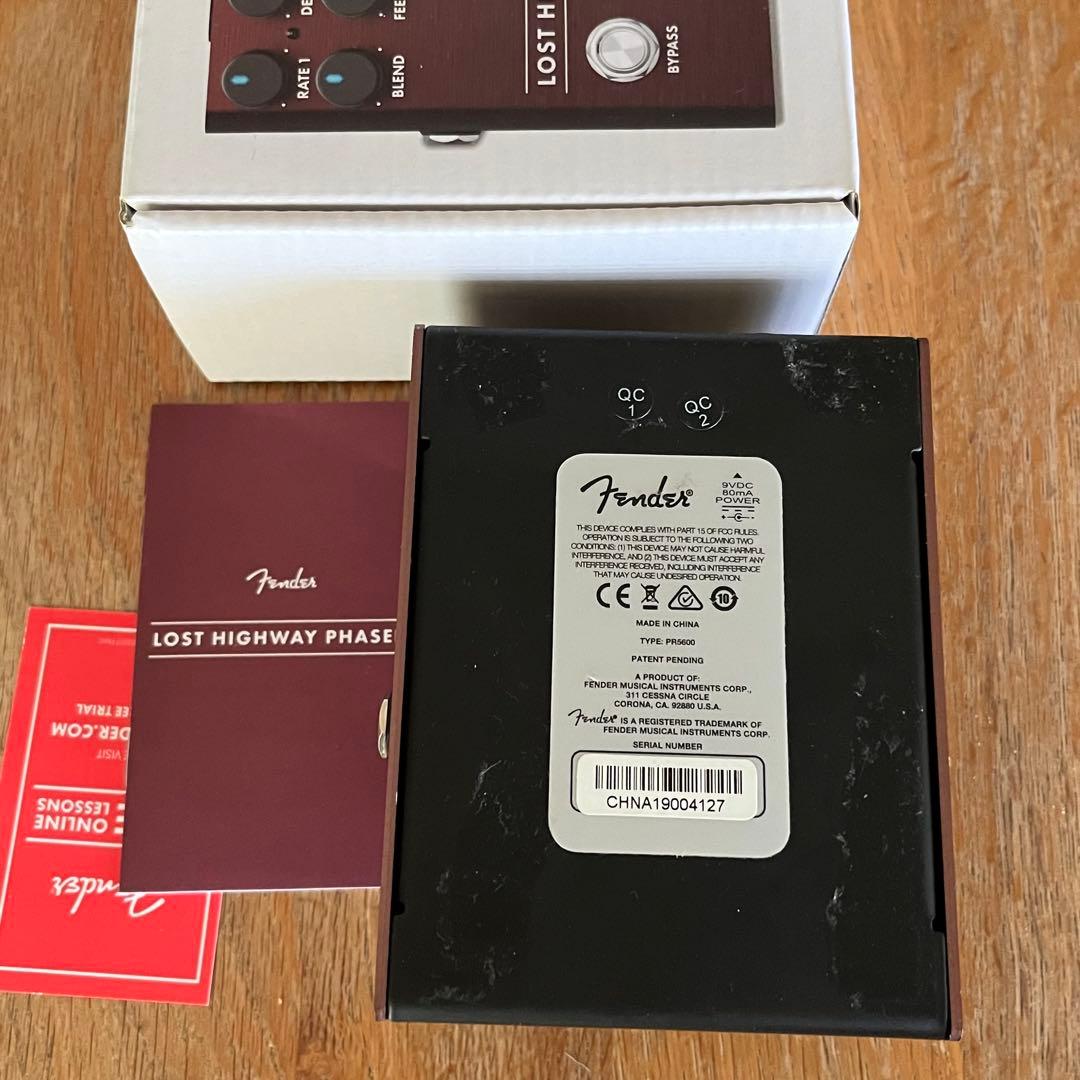 DE
FEE
RATE 1
BLEND
LOST H
BYPASS
QC
1
QC
2
Fender®
9VDC
80mA
POWER
THIS DEVICE COMPLIES WITH PART 15 OF FCC RULES.
OPERATION IS SUBJECT TO THE FOLLOWING TWO
CONDITIONS: (1) THIS DEVICE MAY NOT CAUSE HARMFUL
INTERFERENCE, AND (2) THIS DEVICE MUST ACCEPT ANY
INTERFERENCE RECEIVED, INCLUDING INTERFERENCE
THAT MAY CAUSE UNDESIRED OPERATION.
CE
10
MADE IN CHINA
TYPE: PR5600
PATENT PENDING
A PRODUCT OF:
FENDER MUSICAL INSTRUMENTS CORP.,
311 CESSNA CIRCLE
CORONA, CA. 92880 U.S.A.
Fender® IS A REGISTERED TRADEMARK OF
FENDER MUSICAL INSTRUMENTS CORP.
SERIAL NUMBER
CHNA19004127
Fender
LOST HIGHWAY PHASE
Fender
ONLINE
LESSONS
E VISIT
DER.COM
EE TRIAL